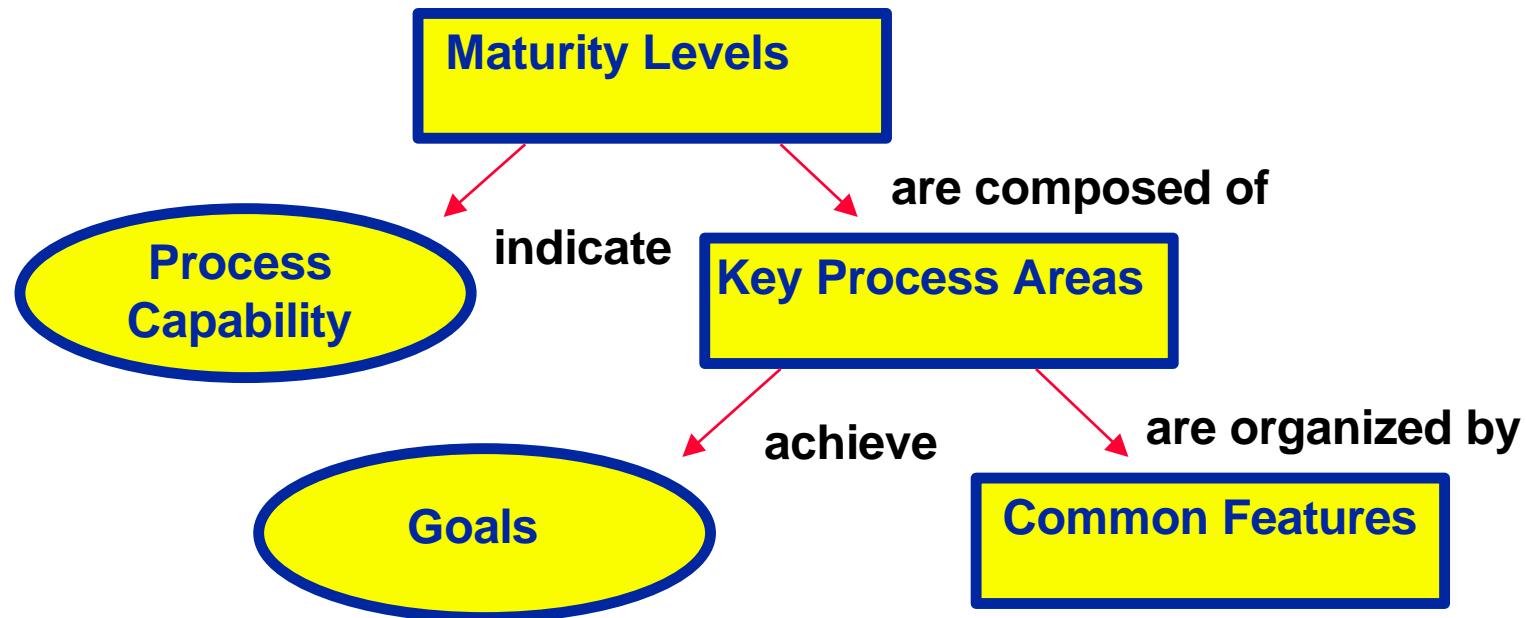 Maturity Levels
are composed of
indicate
Process
Capability
Key Process Areas
achieve
are organized by
Goals
Common Features